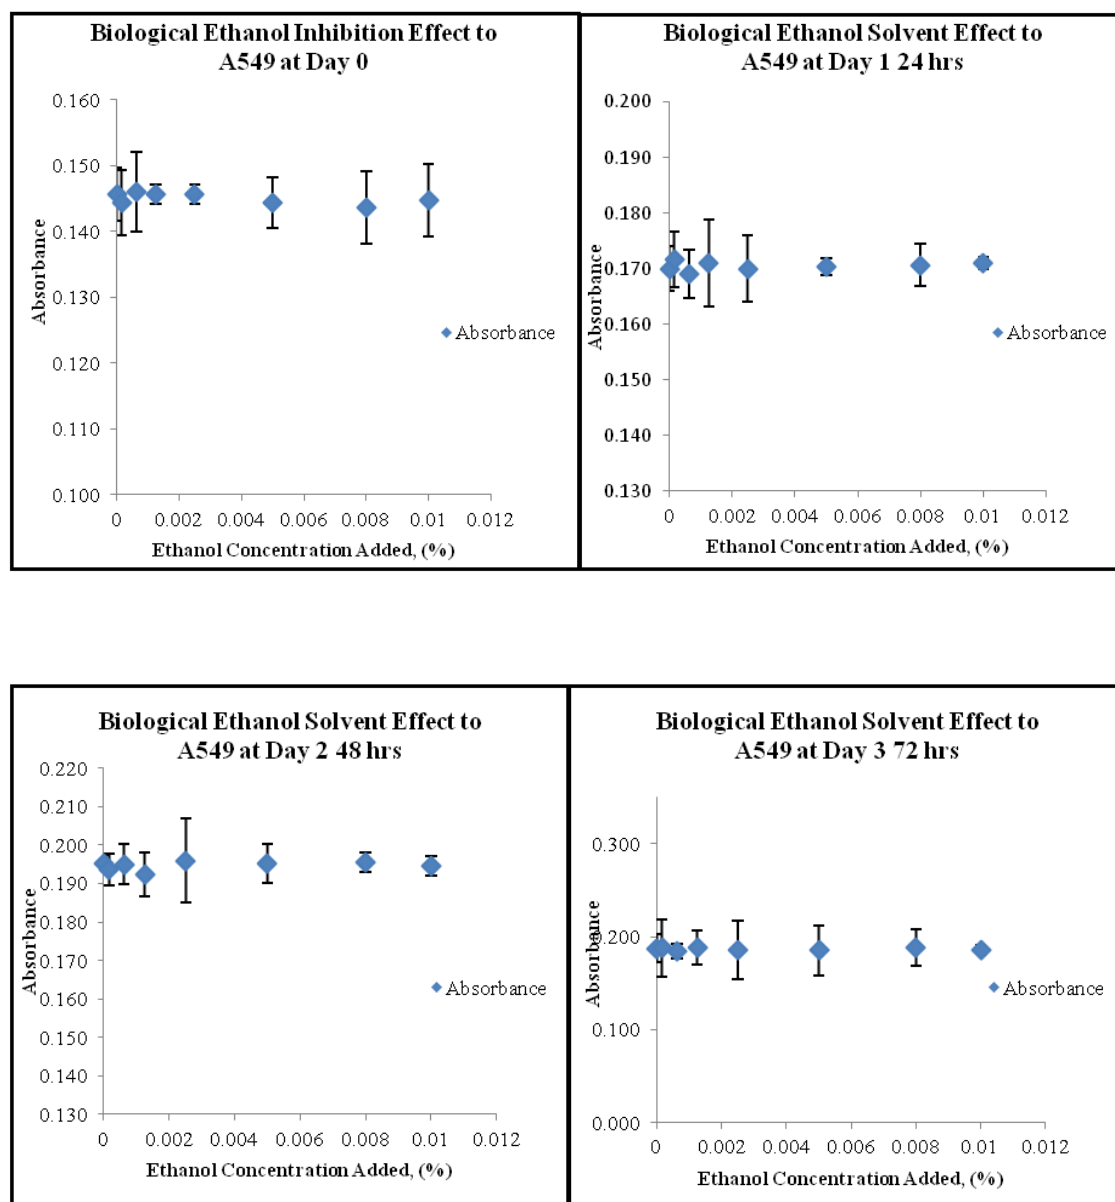 Biological Ethanol Inhibition Effect to
A549 at Day 0
0.160
0.150
0.140
0.130
0.120
0.110
0.100
Absorbance
Absorbance
0 0.002 0.004 0.006 0.008 0.01 0.012
Ethanol Concentration Added, (%)
Biological Ethanol Solvent Effect to
A549 at Day 1 24 hrs
0.200
0.190
0.180
0.170
0.160
0.150
0.140
0.130
Absorbance
Absorbance
0 0.002 0.004 0.006 0.008 0.01 0.012
Ethanol Concentration Added, (%)
Biological Ethanol Solvent Effect to
A549 at Day 2 48 hrs
0.220
0.210
0.200
0.190
0.180
0.170
0.160
0.150
0.140
0.130
Absorbance
Absorbance
0 0.002 0.004 0.006 0.008 0.01 0.012
Ethanol Concentration Added, (%)
Biological Ethanol Solvent Effect to
A549 at Day 3 72 hrs
0.300
0.200
0.100
0.000
Absorbance
Absorbance
0 0.002 0.004 0.006 0.008 0.01 0.012
Ethanol Concentration Added, (%)